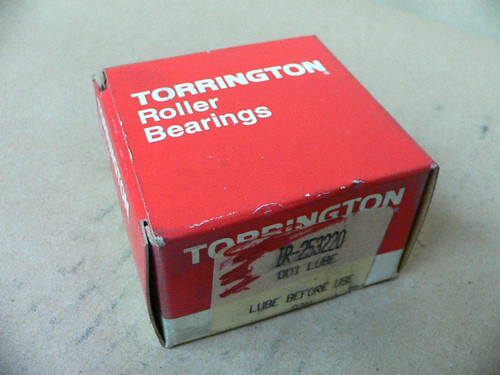 TORRINGTON
Roller
Bearings
TORRINGTON
IR-253220
001 LUBE
LUBE BEFORE USE